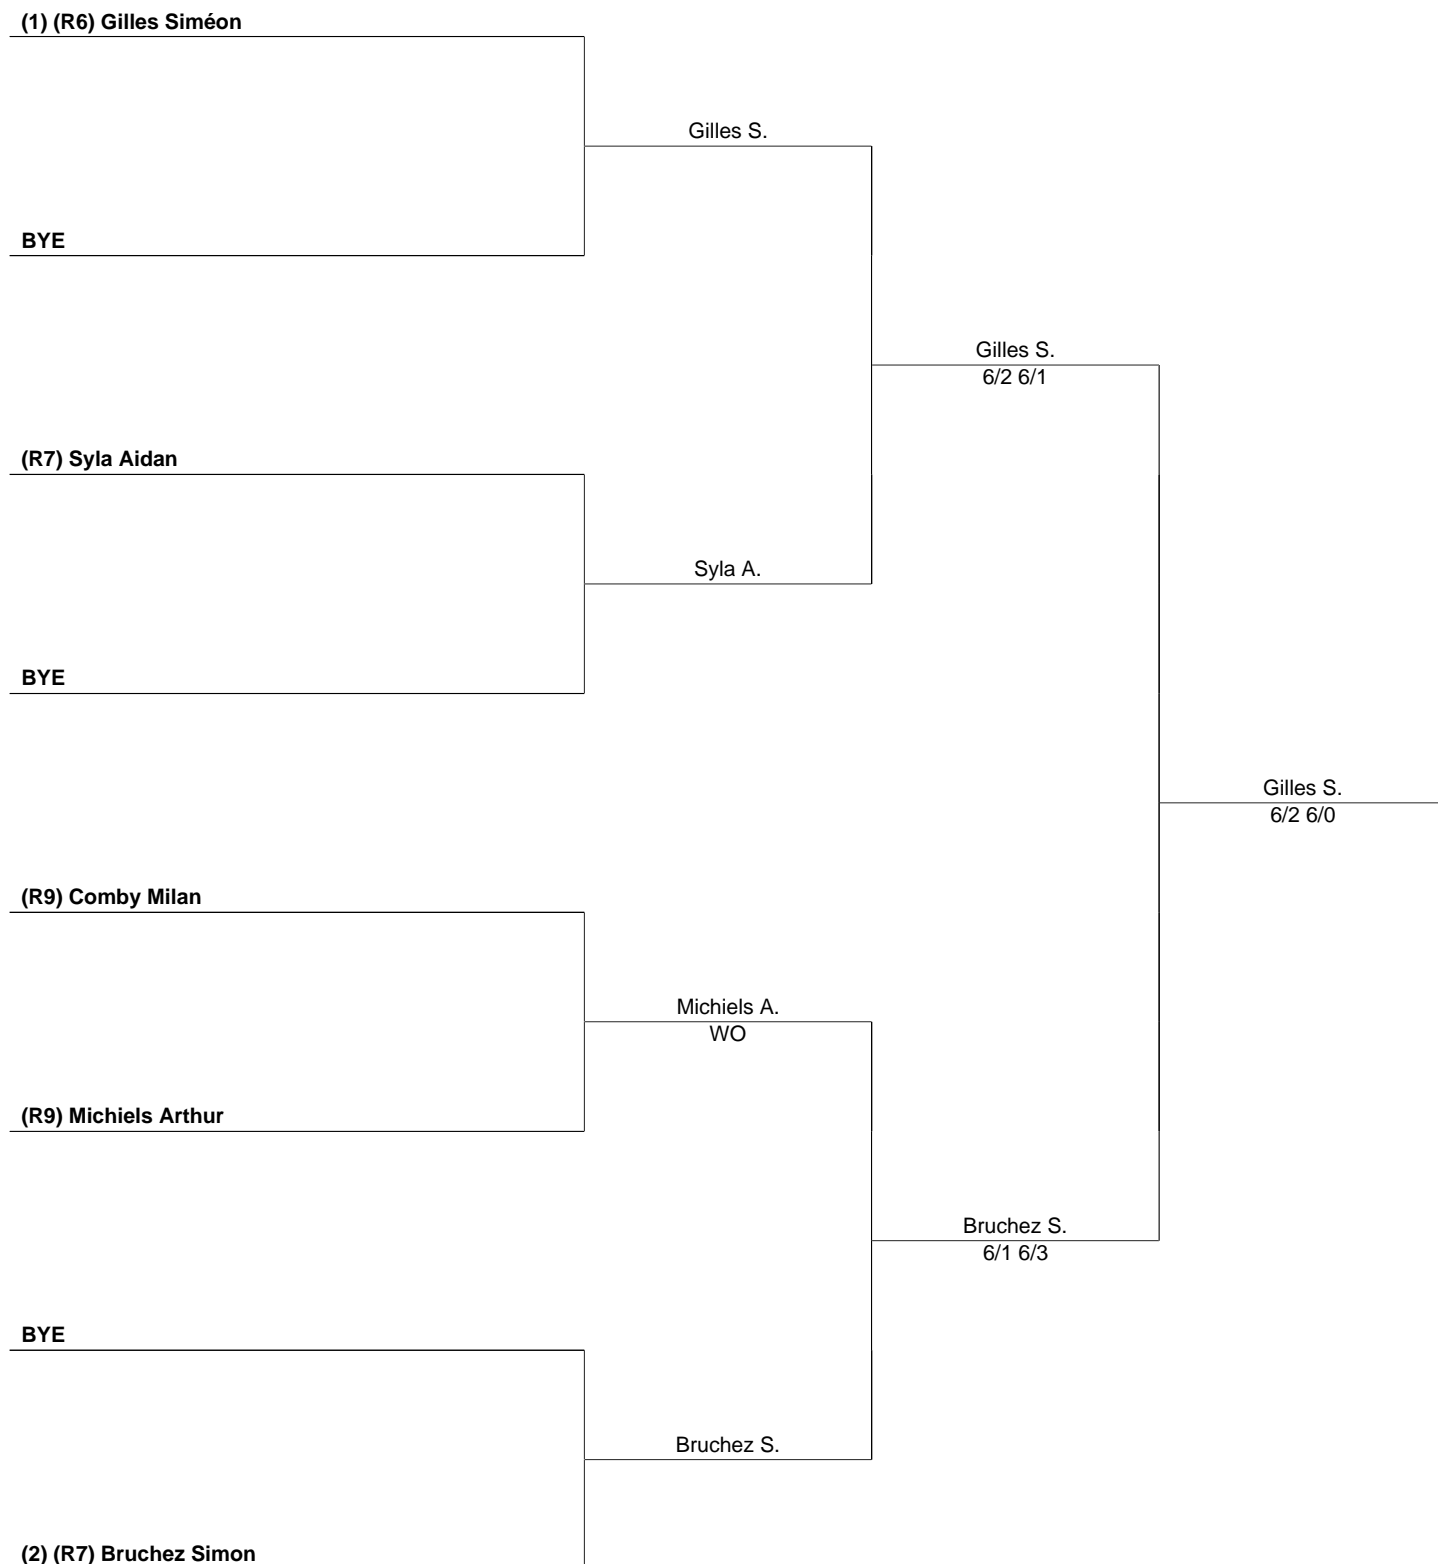 (1) (R6) Gilles Siméon
Gilles S.
BYE
Gilles S.
6/2 6/1
(R7) Syla Aidan
Syla A.
BYE
Gilles S.
6/2 6/0
(R9) Comby Milan
Michiels A.
WO
(R9) Michiels Arthur
Bruchez S.
6/1 6/3
BYE
Bruchez S.
(2) (R7) Bruchez Simon